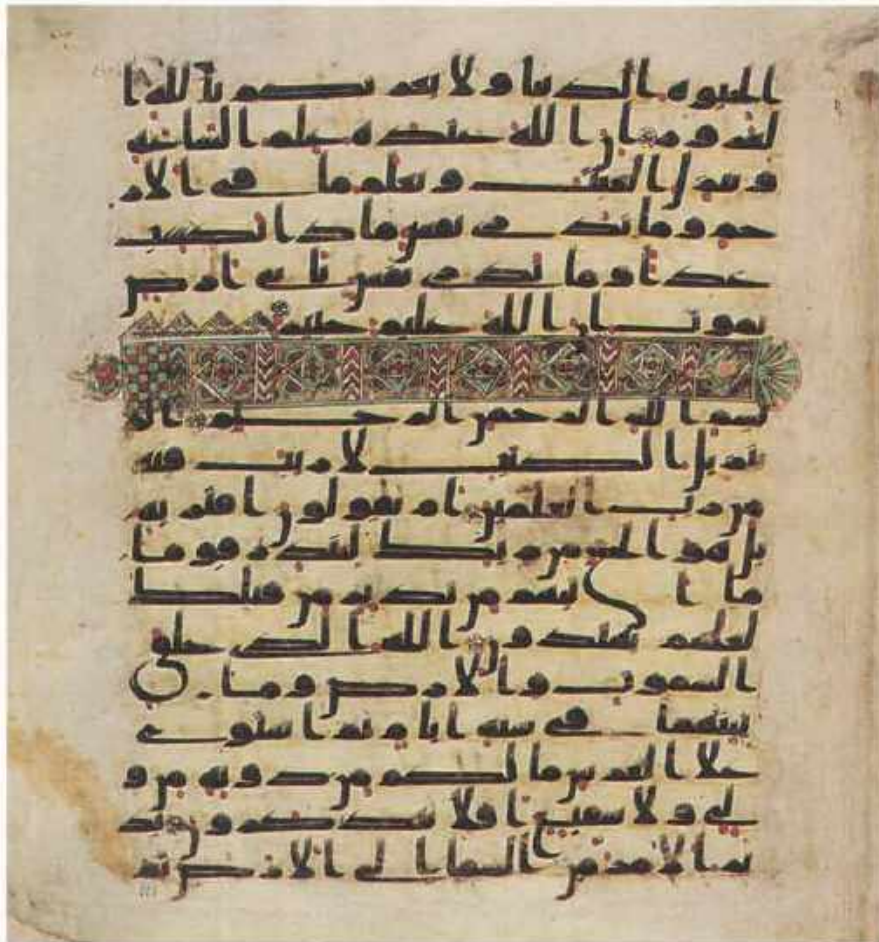 الحيوه الدنيا ولا يغرنكم بالله ا
لغرور ان الله عنده علم الساعه
وينزل الغيث ويعلم ما في الار
حم وما تدري نفس ماذا تكسب
غدا وما تدري نفس باي ارض
تموت ان الله عليم خبير
بسم الله الرحمن الرحيم الم
تنزيل الكتب لا ريب فيه
من رب العلمين ام يقولون افتريه
بل هو الحق من ربك لتنذر قوما
ما اتيهم من نذير من قبلك
لعلهم يهتدون الله الذي خلق
السموت والارض وما
بينهما في سته ايام ثم استوى
على العرش ما لكم من دونه من و
لي ولا شفيع افلا تتذكرون يد
بر الامر من السما الى الارض ثم